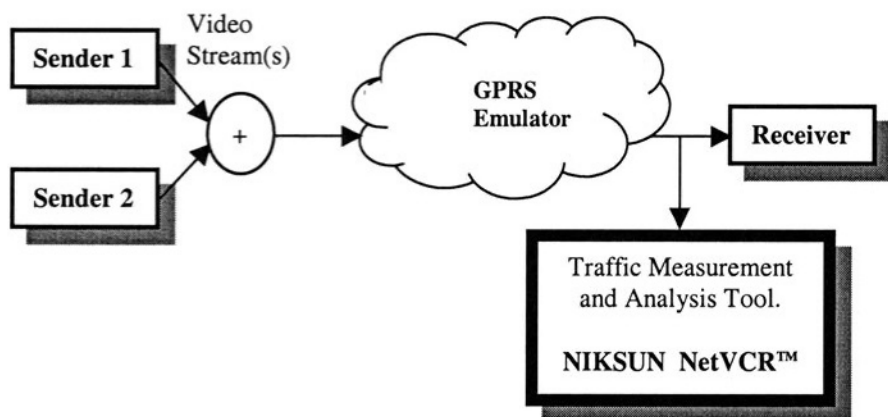 Video
Stream(s)
Sender 1
Sender 2
+
GPRS
Emulator
Receiver
Traffic Measurement
and Analysis Tool.
NIKSUN NetVCR™